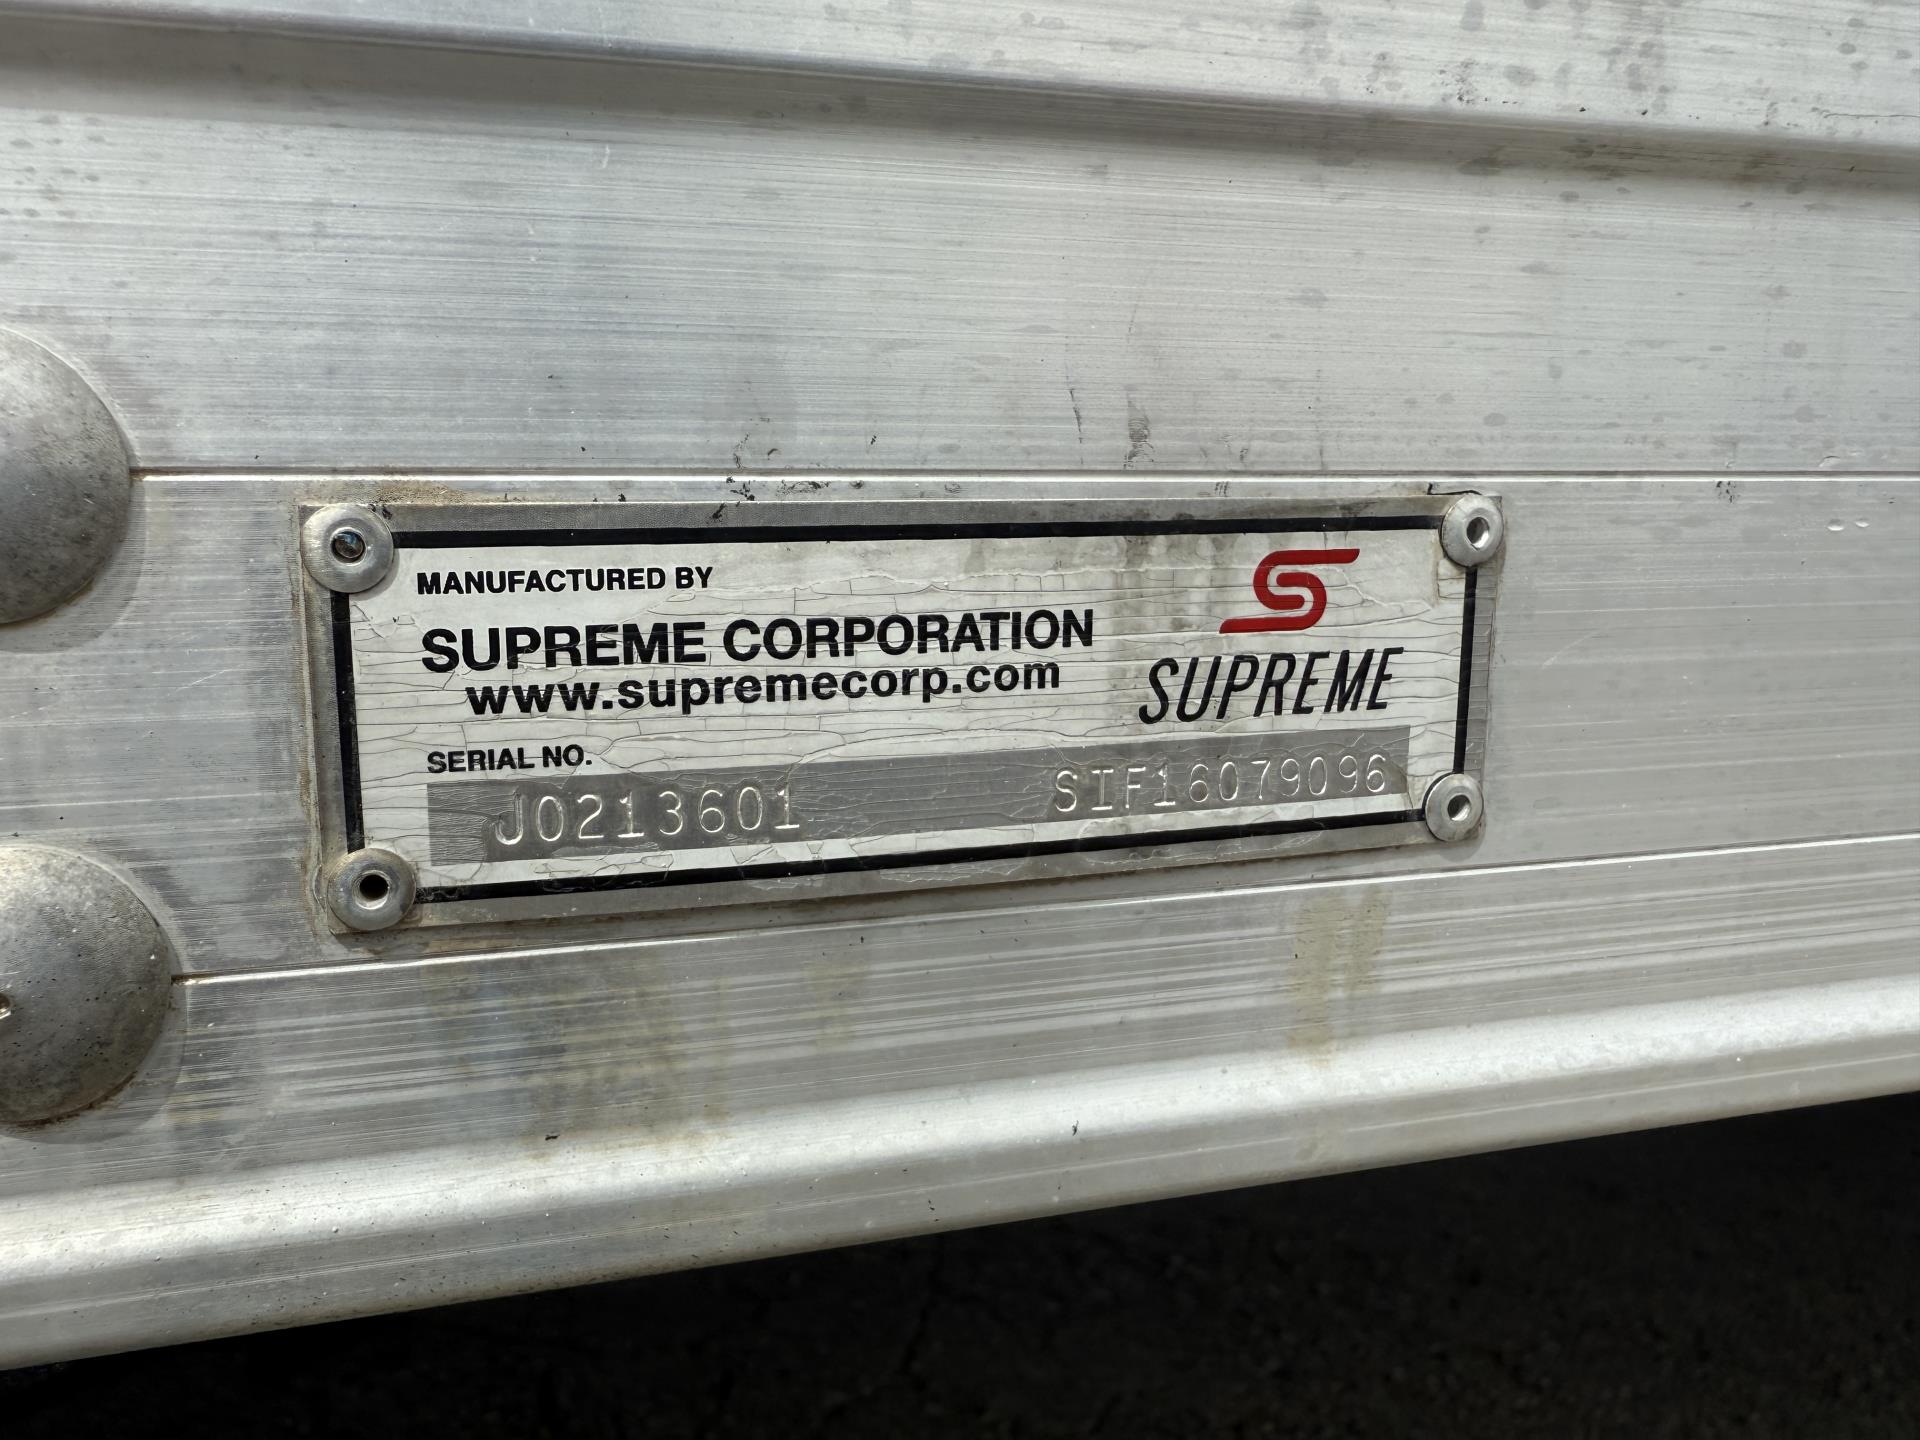 MANUFACTURED BY
SUPREME CORPORATION
www.supremecorp.com
SUPREME
SERIAL NO.
J0213601 SIF16079096